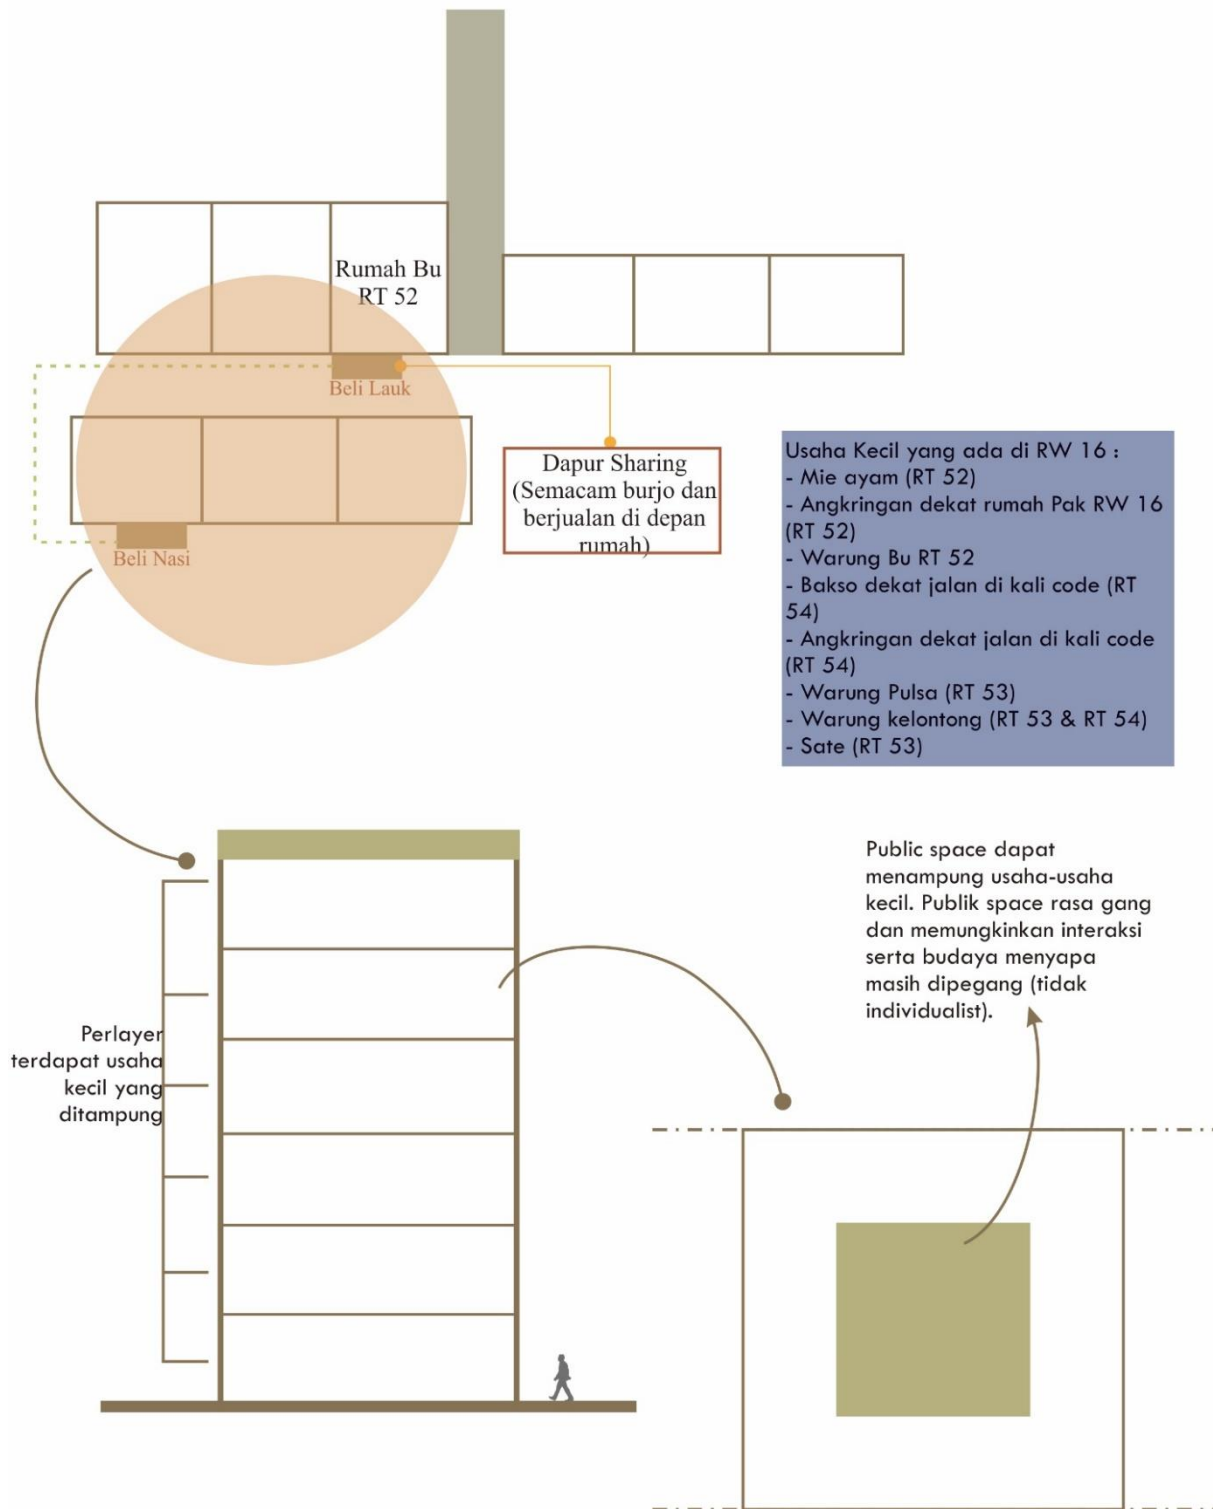 Rumah Bu
RT 52
Beli Lauk
Beli Nasi
Dapur Sharing
(Semacam burjo dan
berjualan di depan
rumah)
Usaha Kecil yang ada di RW 16 :
- Mie ayam (RT 52)
- Angkringan dekat rumah Pak RW 16
(RT 52)
- Warung Bu RT 52
- Bakso dekat jalan di kali code (RT
54)
- Angkringan dekat jalan di kali code
(RT 54)
- Warung Pulsa (RT 53)
- Warung kelontong (RT 53 & RT 54)
- Sate (RT 53)
Perlayer
terdapat usaha
kecil yang
ditampung
Public space dapat
menampung usaha-usaha
kecil. Publik space rasa gang
dan memungkinkan interaksi
serta budaya menyapa
masih dipegang (tidak
individualist).